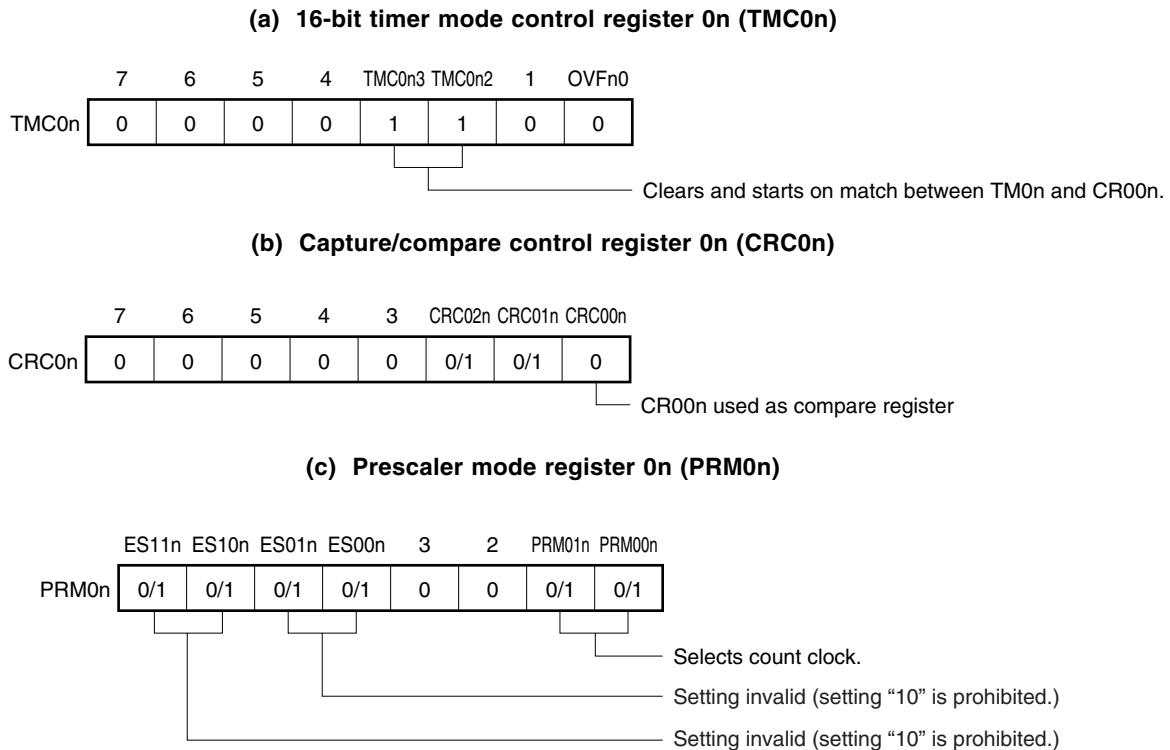 (a) 16-bit timer mode control register 0n (TMC0n)
7 6 5 4 TMC0n3 TMC0n2 1 OVFn0
TMC0n 0 0 0 0 1 1 0 0
Clears and starts on match between TM0n and CR00n.
(b) Capture/compare control register 0n (CRC0n)
7 6 5 4 3 CRC02n CRC01n CRC00n
CRC0n 0 0 0 0 0 0/1 0/1 0
CR00n used as compare register
(c) Prescaler mode register 0n (PRM0n)
ES11n ES10n ES01n ES00n 3 2 PRM01n PRM00n
PRM0n 0/1 0/1 0/1 0/1 0 0 0/1 0/1
Selects count clock.
Setting invalid (setting “10” is prohibited.)
Setting invalid (setting “10” is prohibited.)